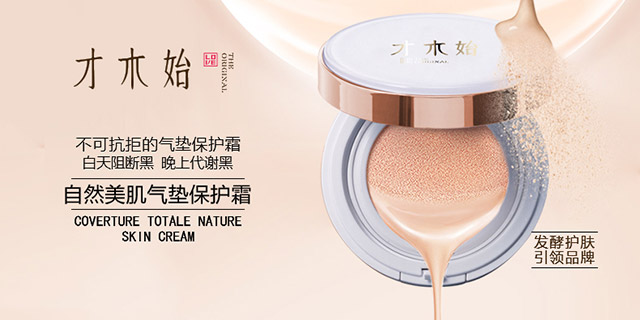 才木始
THE
ORIGINAL
不可抗拒的气垫保护霜
白天阻断黑 晚上代谢黑
自然美肌气垫保护霜
COVERTURE TOTALE NATURE
SKIN CREAM
才木始
发酵护肤
引领品牌